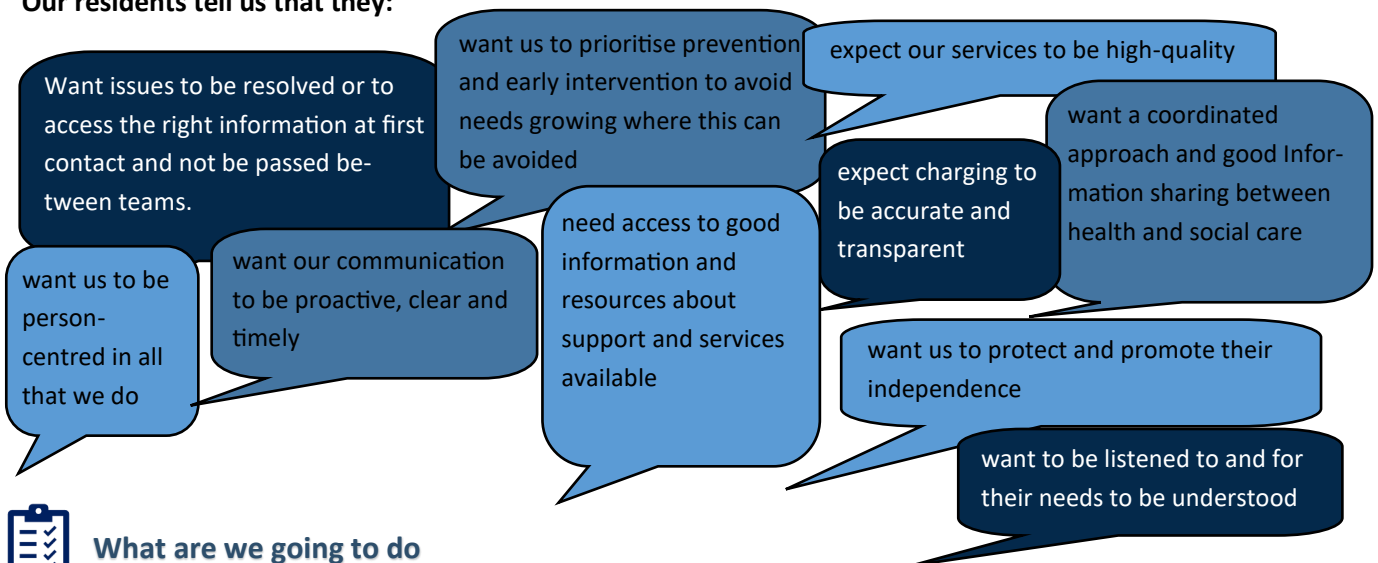 Our residents tell us that they:
Want issues to be resolved or to
access the right information at first
contact and not be passed be-
tween teams.
want us to prioritise prevention
and early intervention to avoid
needs growing where this can
be avoided
expect our services to be high-quality
want a coordinated
approach and good Infor-
mation sharing between
health and social care
expect charging to
be accurate and
transparent
need access to good
information and
resources about
support and services
available
want our communication
to be proactive, clear and
timely
want us to be
person-
centred in all
that we do
want us to protect and promote their
independence
want to be listened to and for
their needs to be understood
What are we going to do